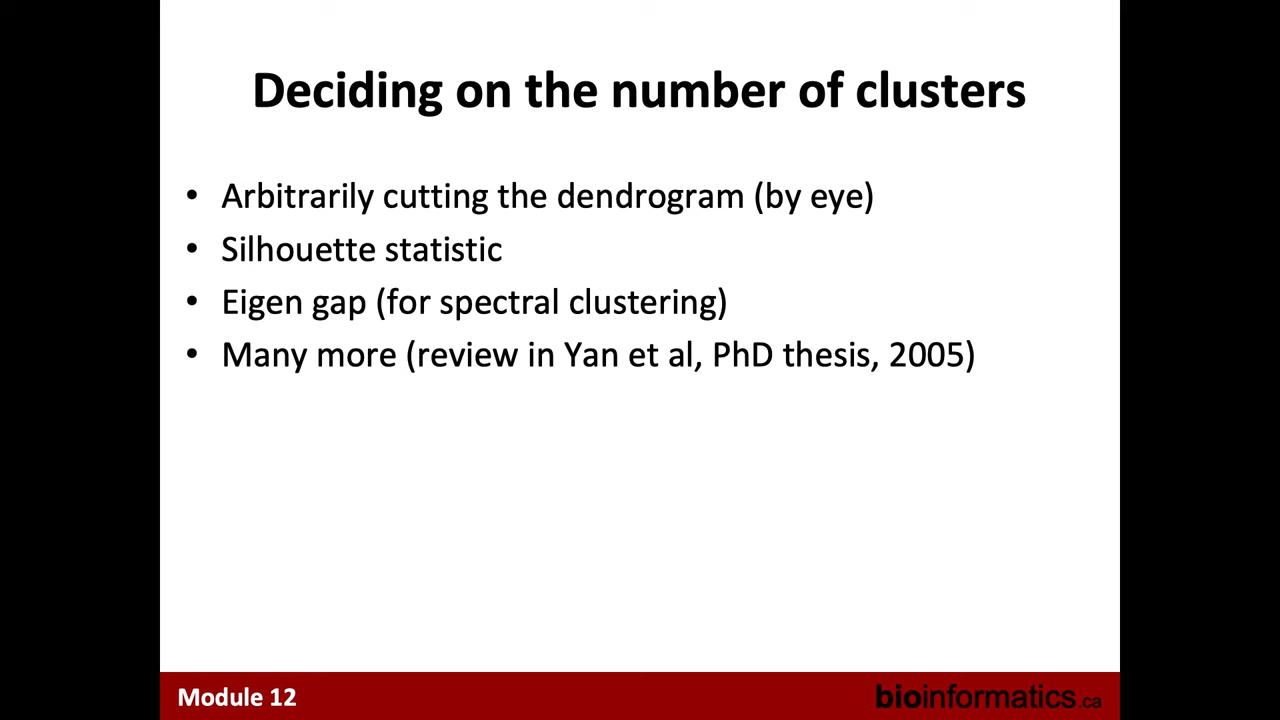 Deciding on the number of clusters
• Arbitrarily cutting the dendrogram (by eye)
• Silhouette statistic
• Eigen gap (for spectral clustering)
• Many more (review in Yan et al, PhD thesis, 2005)
Module 12
bioinformatics.ca